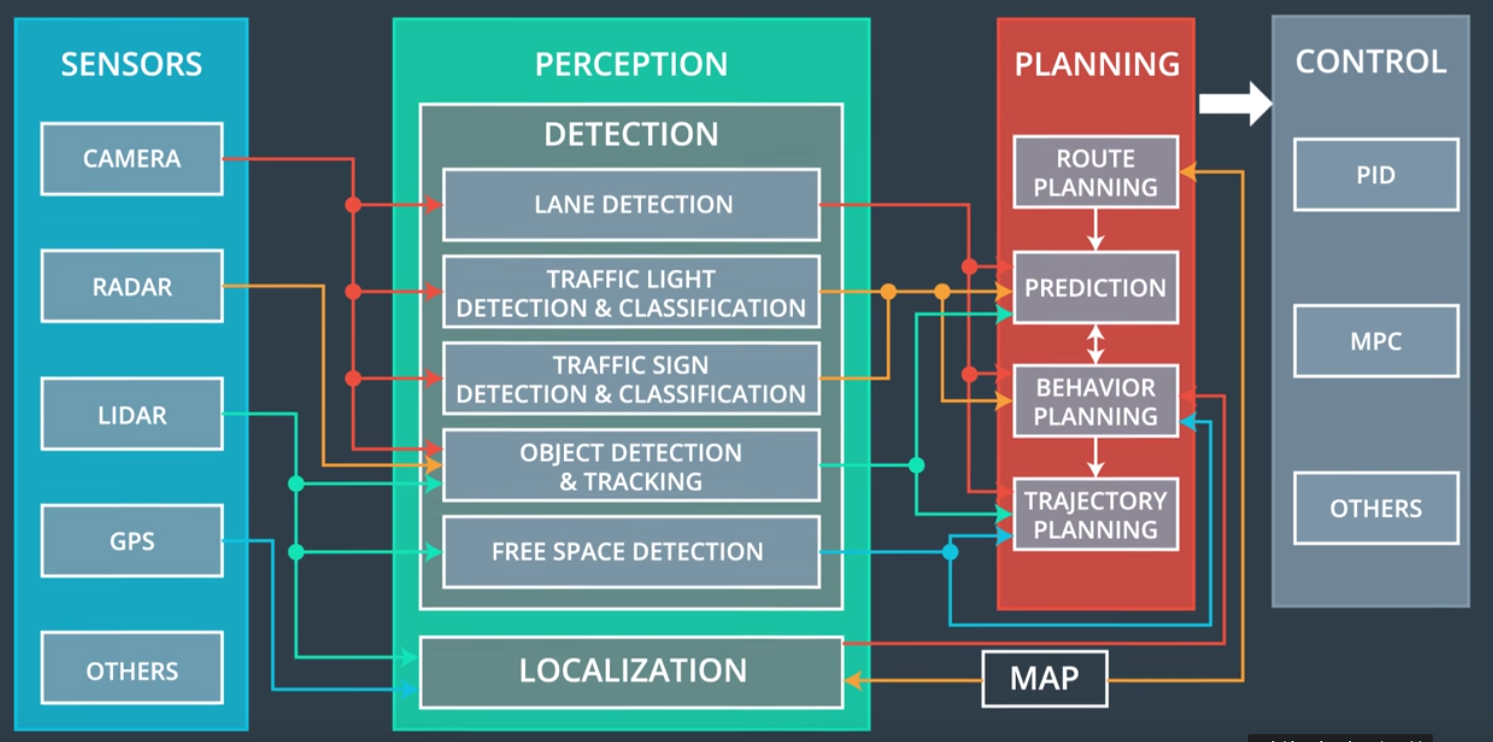 SENSORS
CAMERA
RADAR
LIDAR
GPS
OTHERS
PERCEPTION
DETECTION
LANE DETECTION
TRAFFIC LIGHT
DETECTION & CLASSIFICATION
TRAFFIC SIGN
DETECTION & CLASSIFICATION
OBJECT DETECTION
& TRACKING
FREE SPACE DETECTION
LOCALIZATION
PLANNING
ROUTE
PLANNING
PREDICTION
BEHAVIOR
PLANNING
TRAJECTORY
PLANNING
MAP
CONTROL
PID
MPC
OTHERS